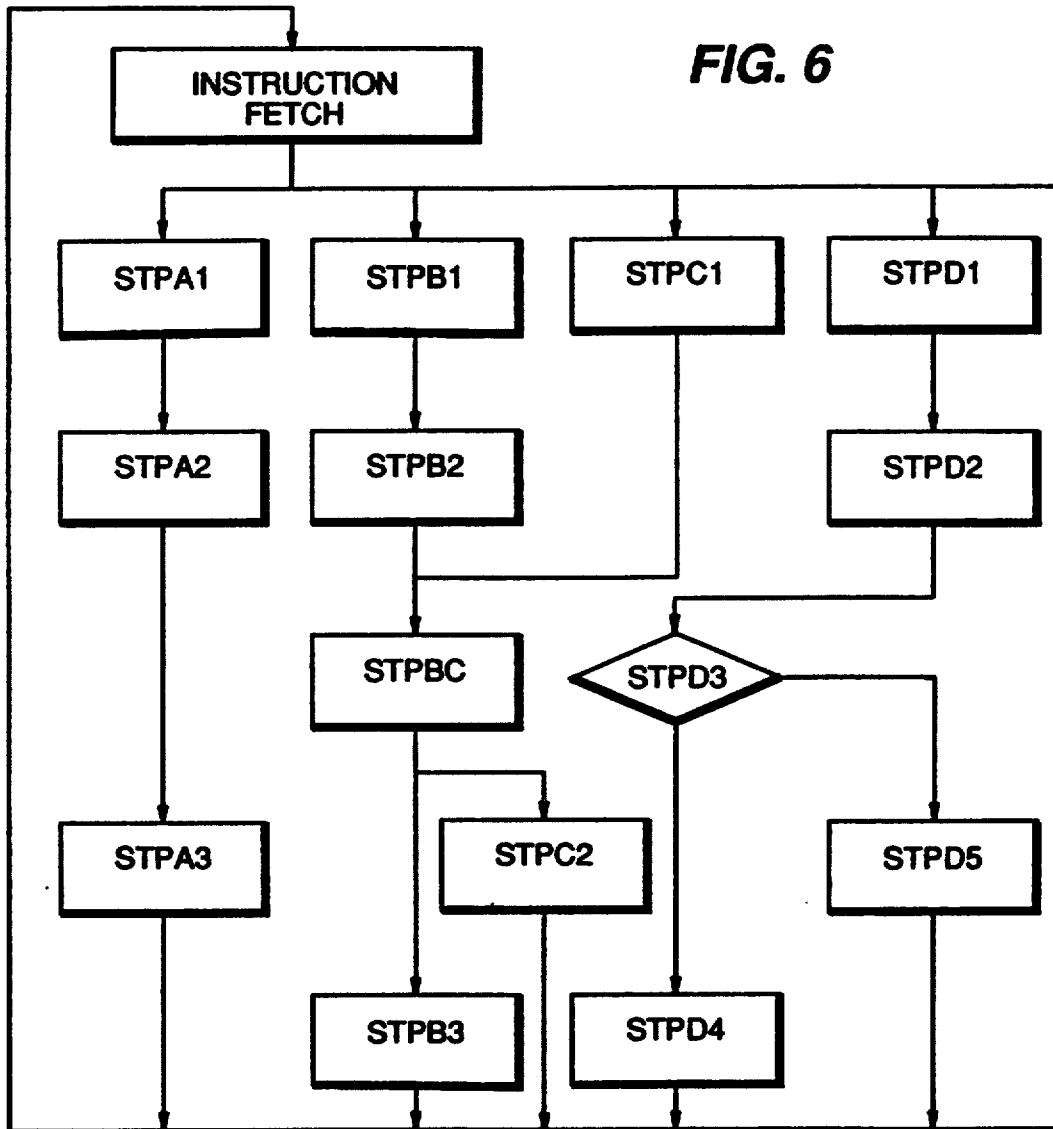 FIG. 6
INSTRUCTION
FETCH
STPA1
STPB1
STPC1
STPD1
STPA2
STPB2
STPD2
STPBC
STPD3
STPA3
STPC2
STPD5
STPB3
STPD4